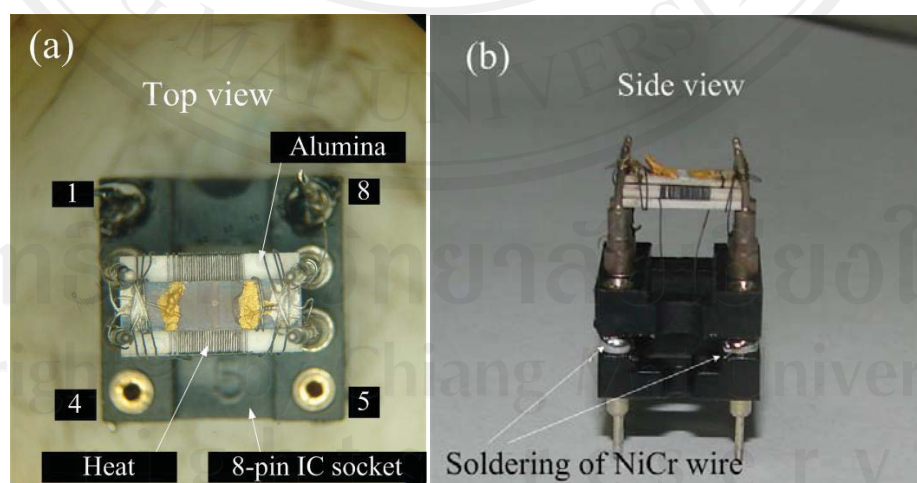 (a)
Top view
Alumina
1
8
4
5
Heat
8-pin IC socket
(b)
Side view
Soldering of NiCr wire